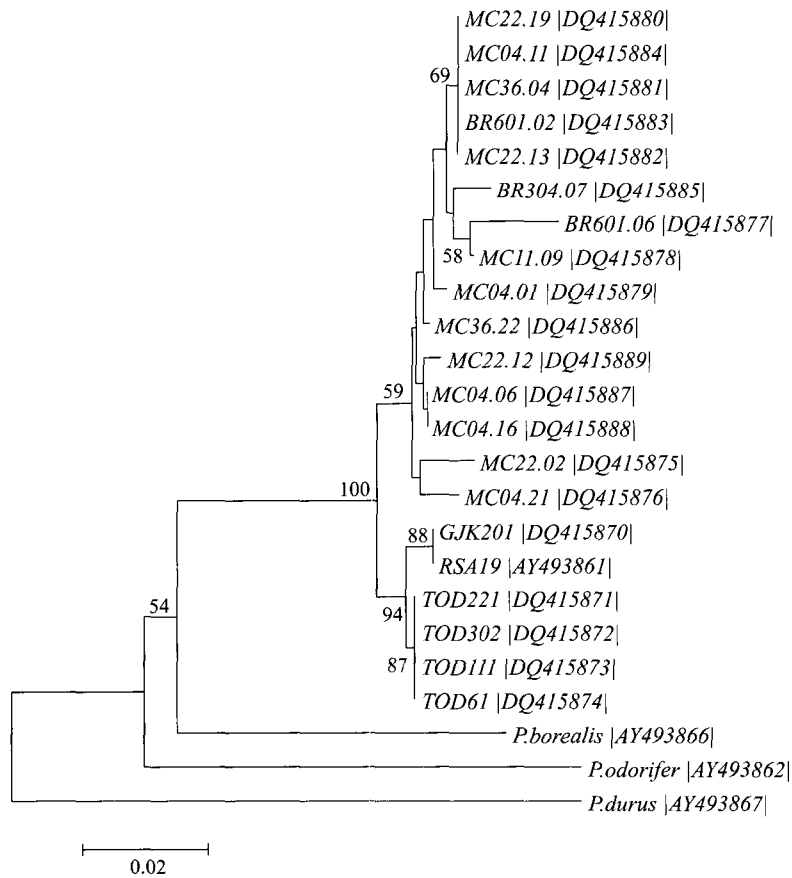 MC22.19 |DQ415880|
MC04.11 |DQ415884|
69
MC36.04 |DQ415881|
BR601.02 |DQ415883|
MC22.13 |DQ415882|
BR304.07 |DQ415885|
BR601.06 |DQ415877|
58
MC11.09 |DQ415878|
MC04.01 |DQ415879|
MC36.22 |DQ415886|
MC22.12 |DQ415889|
59
MC04.06 |DQ415887|
MC04.16 |DQ415888|
MC22.02 |DQ415875|
100
MC04.21 |DQ415876|
88
GJK201 |DQ415870|
RSA19 |AY493861|
54
94
TOD221 |DQ415871|
TOD302 |DQ415872|
87
TOD111 |DQ415873|
TOD61 |DQ415874|
P.borealis |AY493866|
P.odorifer |AY493862|
P.durus |AY493867|
0.02